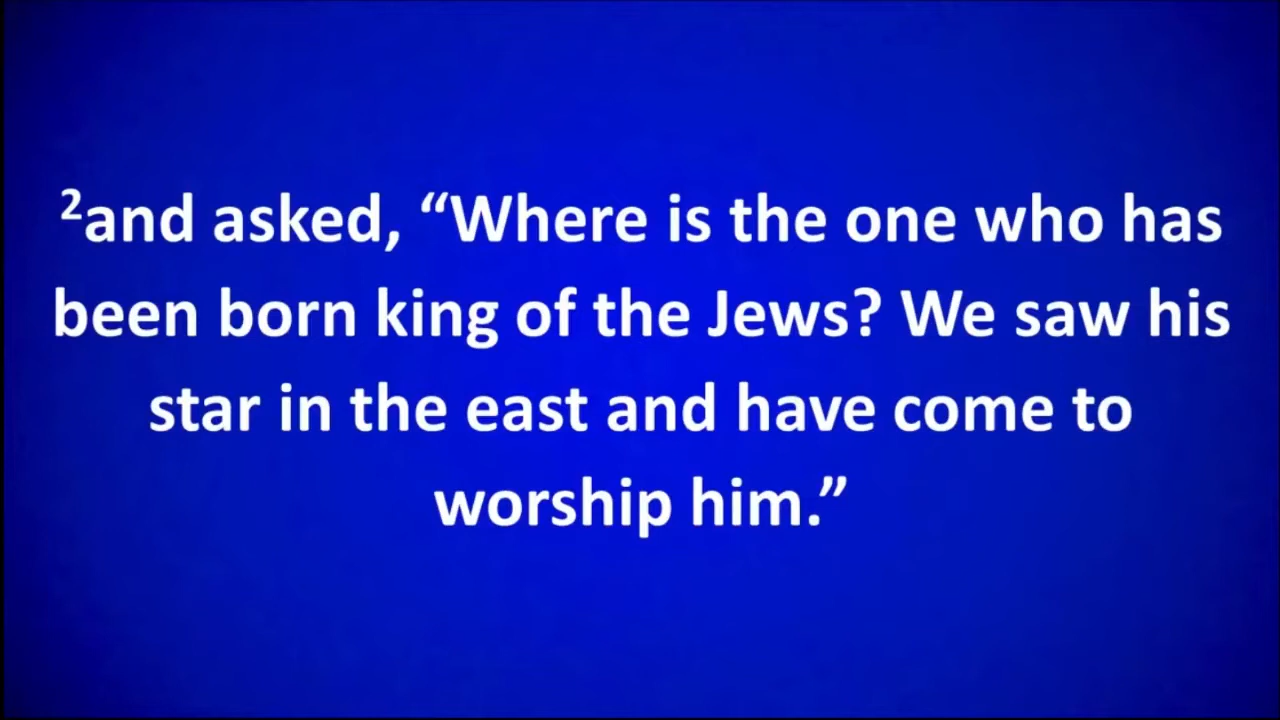 ²and asked, “Where is the one who has
been born king of the Jews? We saw his
star in the east and have come to
worship him.”